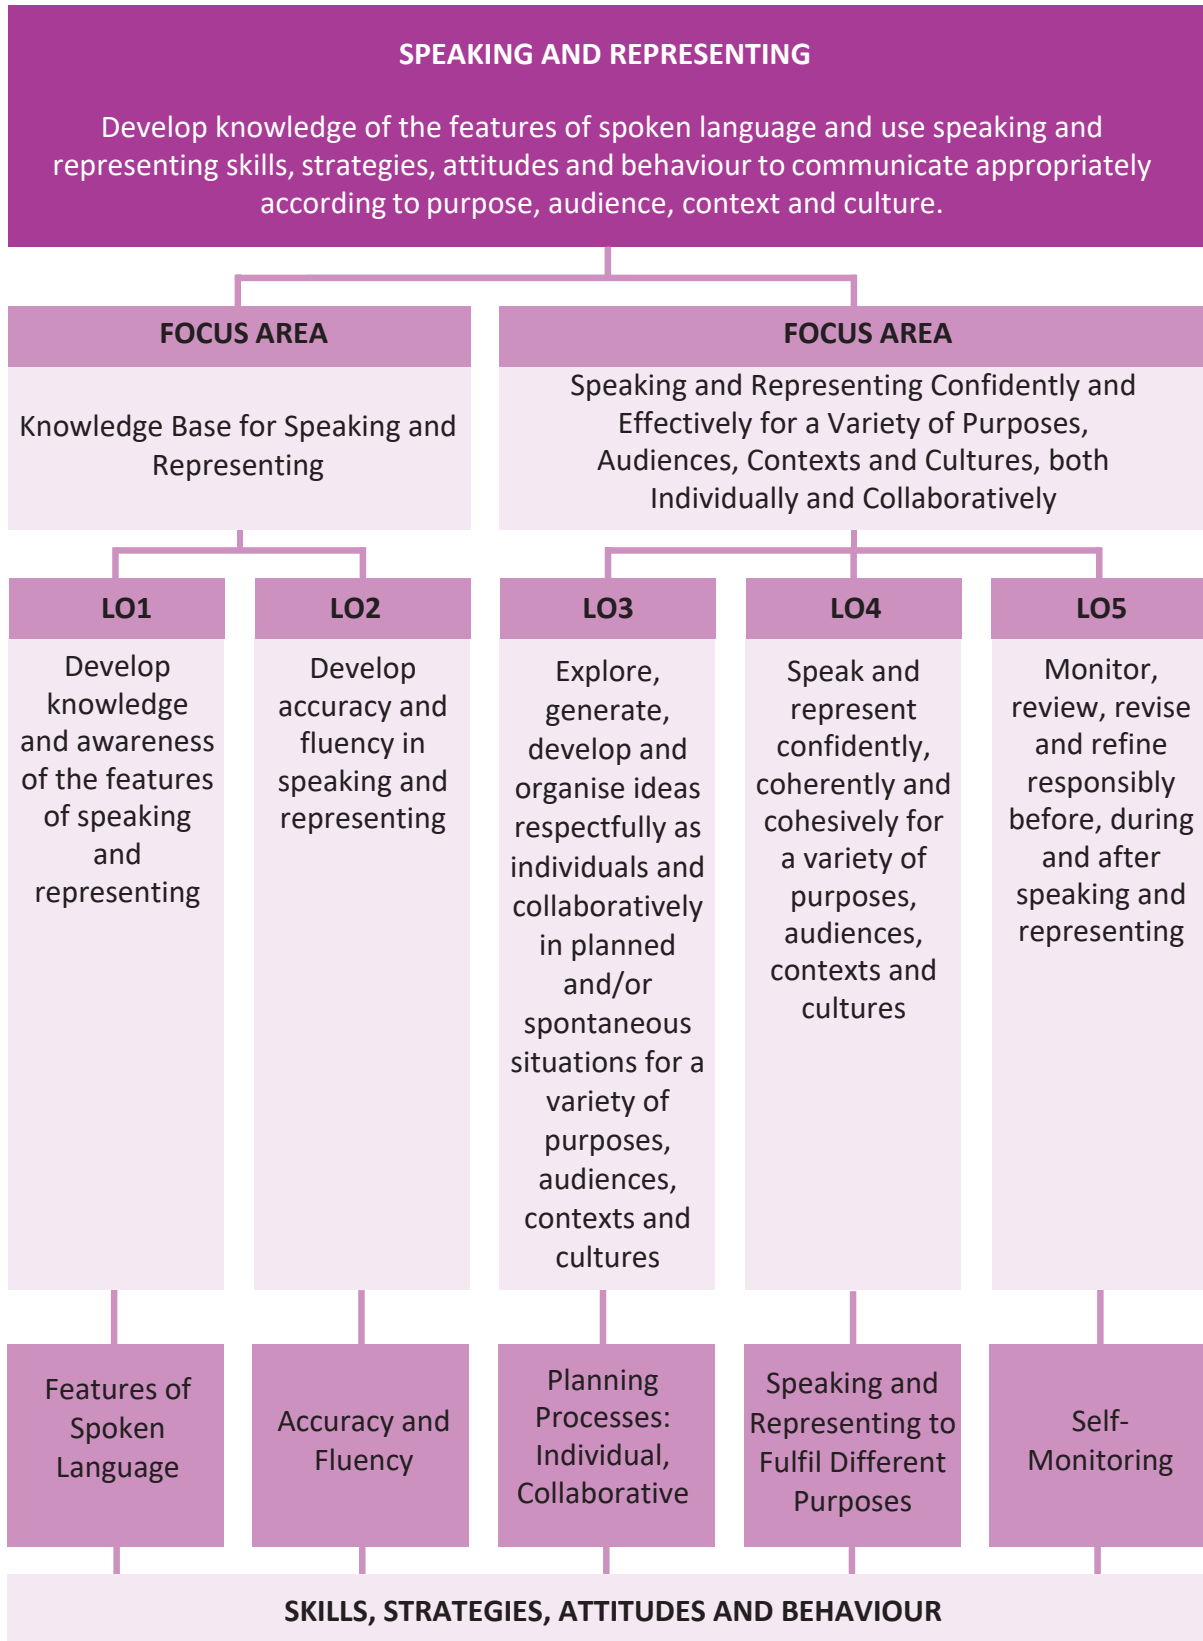 SPEAKING AND REPRESENTING
Develop knowledge of the features of spoken language and use speaking and
representing skills, strategies, attitudes and behaviour to communicate appropriately
according to purpose, audience, context and culture.
FOCUS AREA
Knowledge Base for Speaking and
Representing
FOCUS AREA
Speaking and Representing Confidently and
Effectively for a Variety of Purposes,
Audiences, Contexts and Cultures, both
Individually and Collaboratively
LO1
Develop
knowledge
and awareness
of the features
of speaking
and
representing
LO2
Develop
accuracy and
fluency in
speaking and
representing
LO3
Explore,
generate,
develop and
organise ideas
respectfully as
individuals and
collaboratively
in planned
and/or
spontaneous
situations for a
variety of
purposes,
audiences,
contexts and
cultures
LO4
Speak and
represent
confidently,
coherently and
cohesively for
a variety of
purposes,
audiences,
contexts and
cultures
LO5
Monitor,
review, revise
and refine
responsibly
before, during
and after
speaking and
representing
Features of
Spoken
Language
Accuracy and
Fluency
Planning
Processes:
Individual,
Collaborative
Speaking and
Representing to
Fulfil Different
Purposes
Self-
Monitoring
SKILLS, STRATEGIES, ATTITUDES AND BEHAVIOUR